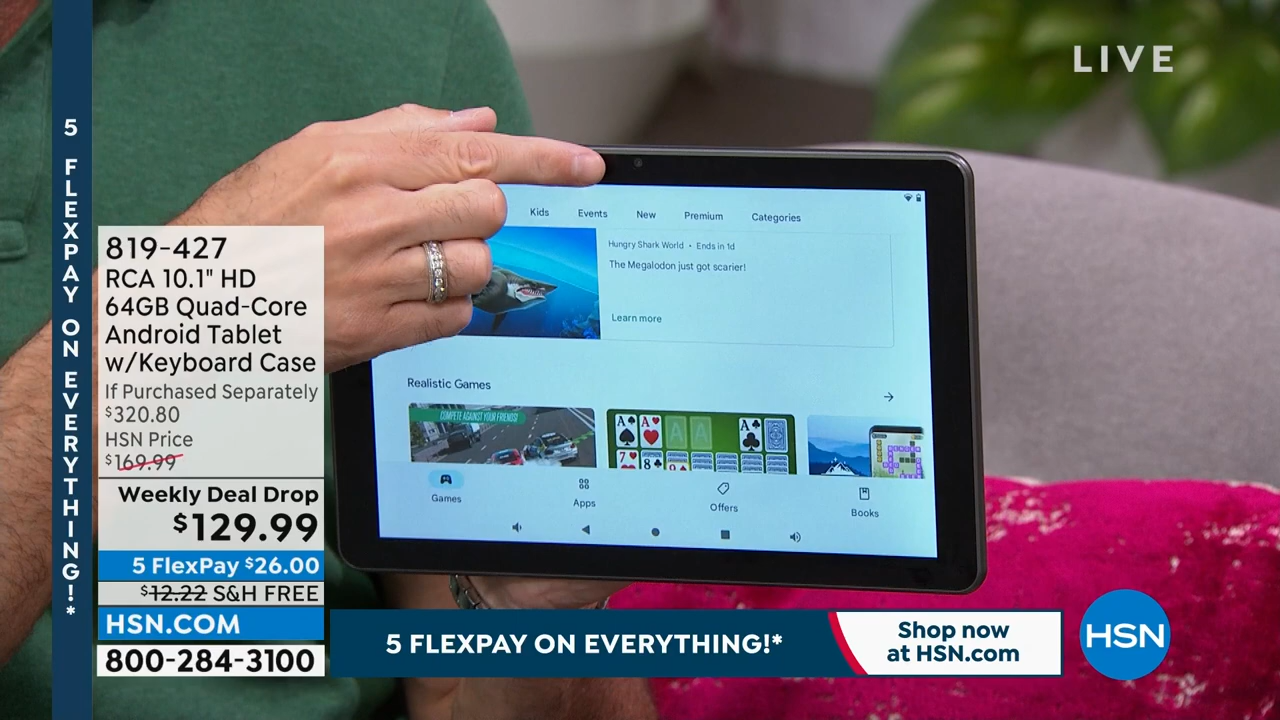 LIVE
5 FLEXPAY ON EVERYTHING!*
819-427
RCA 10.1" HD
64GB Quad-Core
Android Tablet
w/Keyboard Case
If Purchased Separately
$320.80
HSN Price
$169.99
Weekly Deal Drop
$129.99
5 FlexPay $26.00
$12.22 S&H FREE
HSN.COM
800-284-3100
Kids Events New Premium Categories
Hungry Shark World • Ends in 1d
The Megalodon just got scarier!
Learn more
Realistic Games
COMPETE AGAINST YOUR FRIENDS!
A A A A A
7 8 9
Games Apps Offers Books
5 FLEXPAY ON EVERYTHING!*
Shop now
at HSN.com
HSN